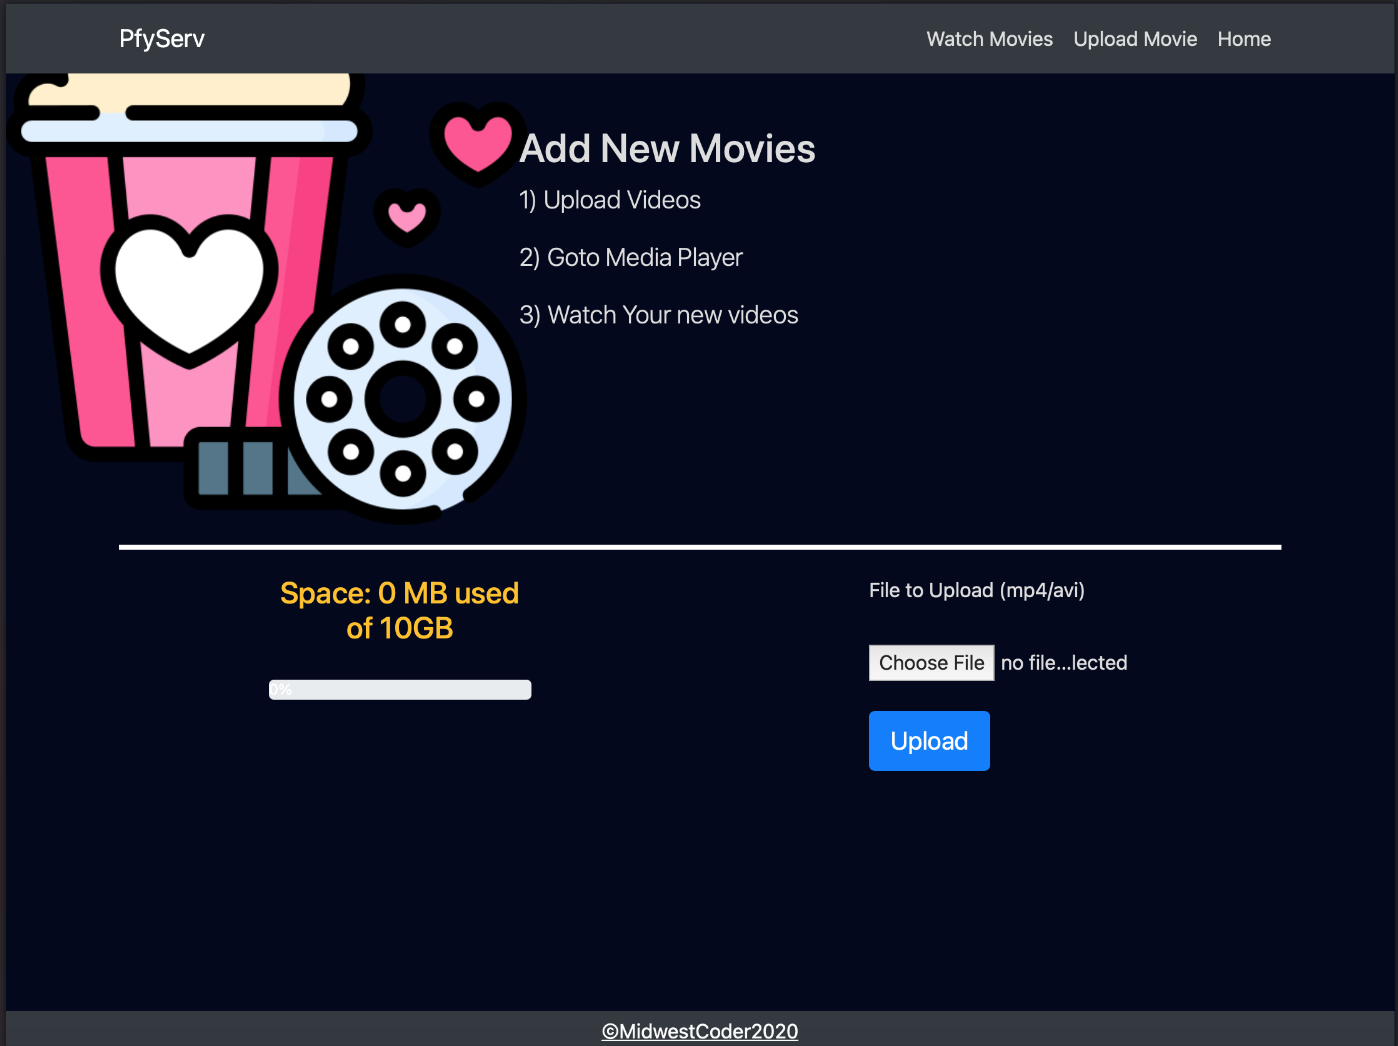 PfyServ
Watch Movies Upload Movie Home
Add New Movies
1) Upload Videos
2) Goto Media Player
3) Watch Your new videos
Space: 0 MB used
of 10GB
0%
File to Upload (mp4/avi)
Choose File no file...lected
Upload
©MidwestCoder2020